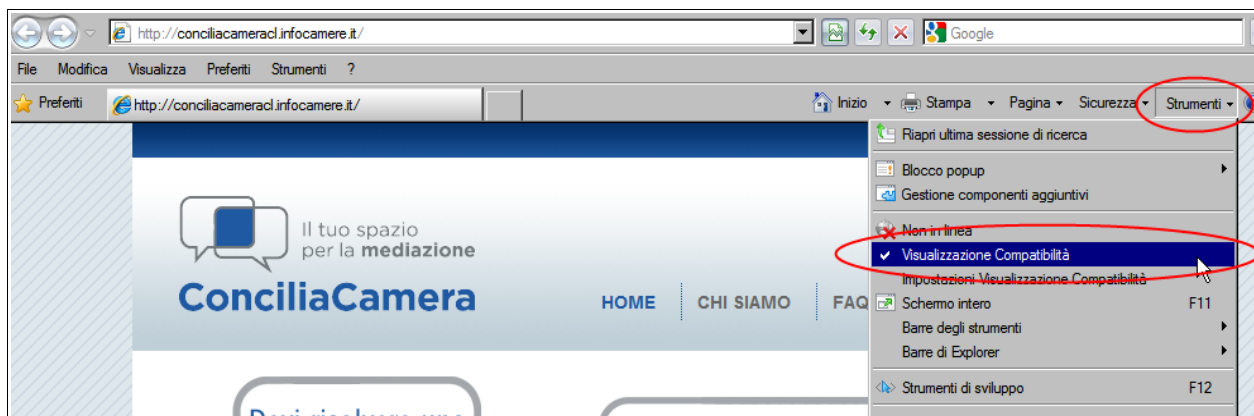 http://conciliacameracl.infocamere.it/ Google
File Modifica Visualizza Preferiti Strumenti ?
Preferiti http://conciliacameracl.infocamere.it/ Inizio Stampa Pagina Sicurezza Strumenti
Riapri ultima sessione di ricerca
Blocco popup
Gestione componenti aggiuntivi
Il tuo spazio
per la mediazione
Non in linea
Visualizzazione Compatibilità
Impostazioni Visualizzazione Compatibilità
ConciliaCamera HOME CHI SIAMO FAQ
Schermo intero F11
Barre degli strumenti
Barre di Explorer
Strumenti di sviluppo F12
Devi risolvere una